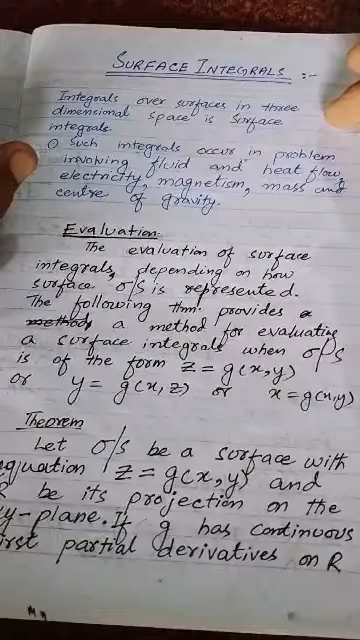 SURFACE INTEGRALS :-
Integrals over surfaces in three
dimensional space is Surface
integrals.
Such integrals occur in problem
involving fluid and heat flow,
electricity, magnetism, mass and
centre of gravity.
Evaluation.
The evaluation of surface
integrals, depending on how
surface σ/S is represented.
The following thm. provides a
method a method for evaluating
a surface integrals when σ/S
is of the form z = g(x,y)
or y = g(x,z) or x = g(x,y)
Theorem
Let σ/S be a surface with
equation z = g(x,y) and
R be its projection on the
y-plane. If g has continuous
irst partial derivatives on R